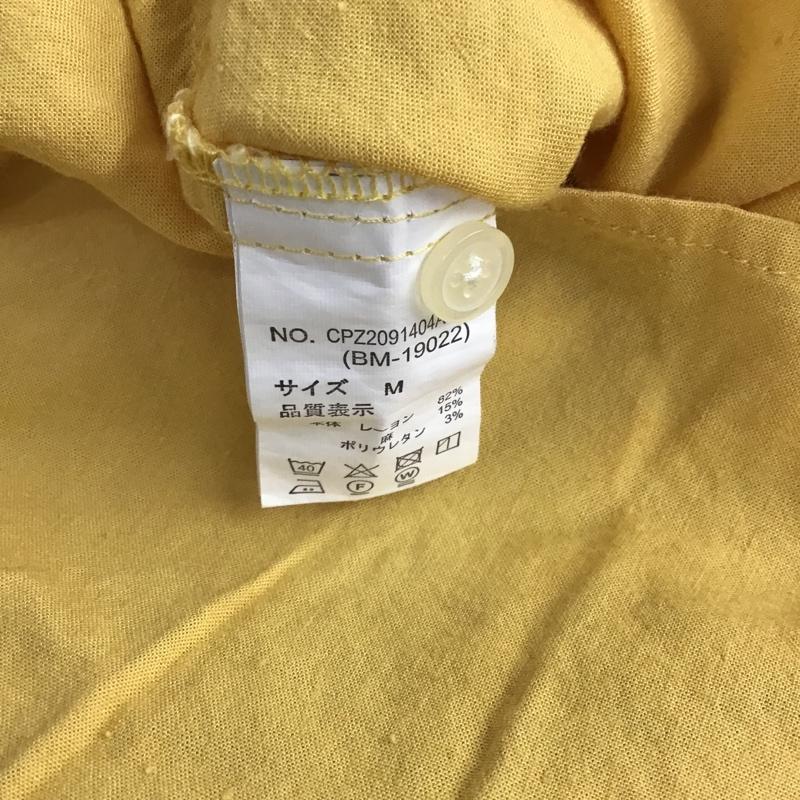 NO. CPZ2091404A
(BM-19022)
サイズ M
品質表示
本体 レーヨン 82%
麻 15%
ポリウレタン 3%
40
F W